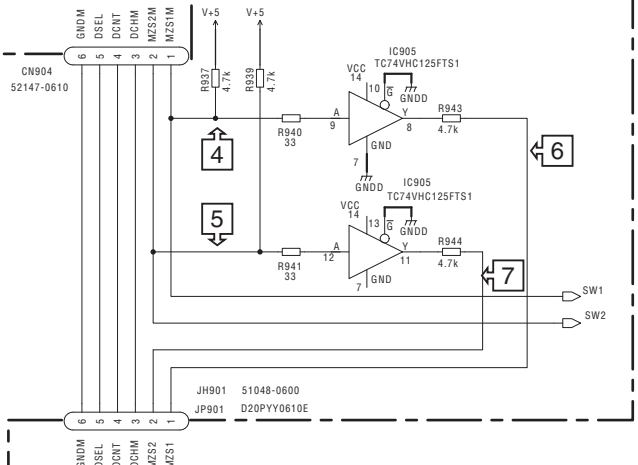 GNDM
DSEL
DCNT
DCHM
MZS2M
MZS1M
6 5 4 3 2 1
CN904
52147-0610
V+5
V+5
R937
4.7k
R939
4.7k
IC905
TC74VHC125FTS1
VCC
14
10
G
GNDD
A
9
Y
8
R943
4.7k
R940
33
4
GND
7
GNDD
6
IC905
TC74VHC125FTS1
VCC
14
13
G
GNDD
5
A
12
Y
11
R944
4.7k
R941
33
GND
7
7
SW1
SW2
JH901 51048-0600
JP901 D20PYY0610E
6 5 4 3 2 1
GNDM
DSEL
DCNT
DCHM
MZS2
MZS1